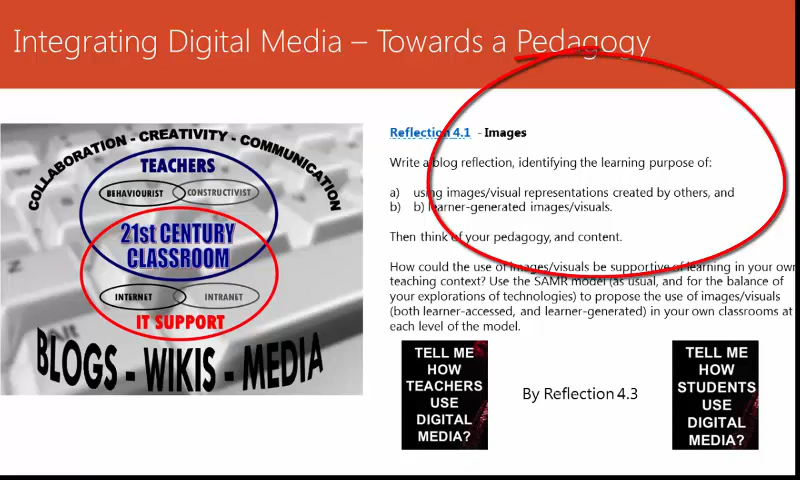 Integrating Digital Media – Towards a Pedagogy
COLLABORATION - CREATIVITY - COMMUNICATION
TEACHERS
BEHAVIOURIST
CONSTRUCTIVIST
21st CENTURY
CLASSROOM
INTERNET
INTRANET
IT SUPPORT
Alt
BLOGS - WIKIS - MEDIA
Reflection 4.1 - Images
Write a blog reflection, identifying the learning purpose of:
a) using images/visual representations created by others, and
b) b) learner-generated images/visuals.
Then think of your pedagogy, and content.
How could the use of images/visuals be supportive of learning in your own
teaching context? Use the SAMR model (as usual, and for the balance of
your explorations of technologies) to propose the use of images/visuals
(both learner-accessed, and learner-generated) in your own classrooms at
each level of the model.
TELL ME
HOW
TEACHERS
USE
DIGITAL
MEDIA?
By Reflection 4.3
TELL ME
HOW
STUDENTS
USE
DIGITAL
MEDIA?